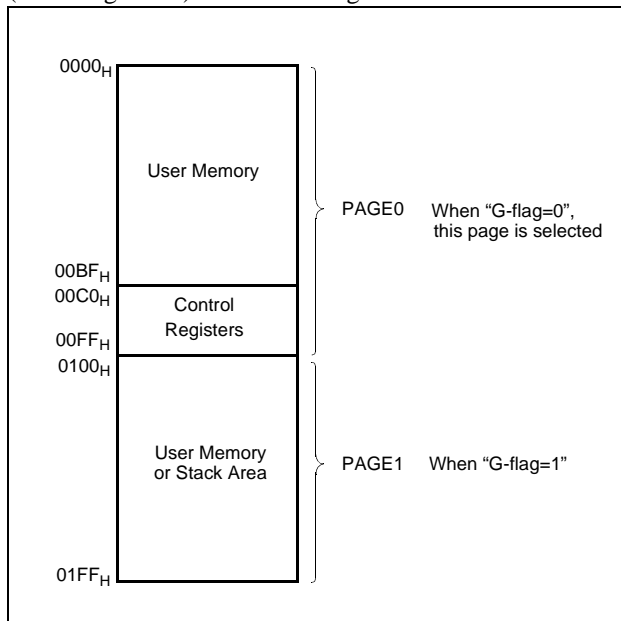 0000H
User Memory
PAGE0
When “G-flag=0”,
this page is selected
00BFH
00C0H
Control
Registers
00FFH
0100H
User Memory
or Stack Area
PAGE1
When “G-flag=1”
01FFH